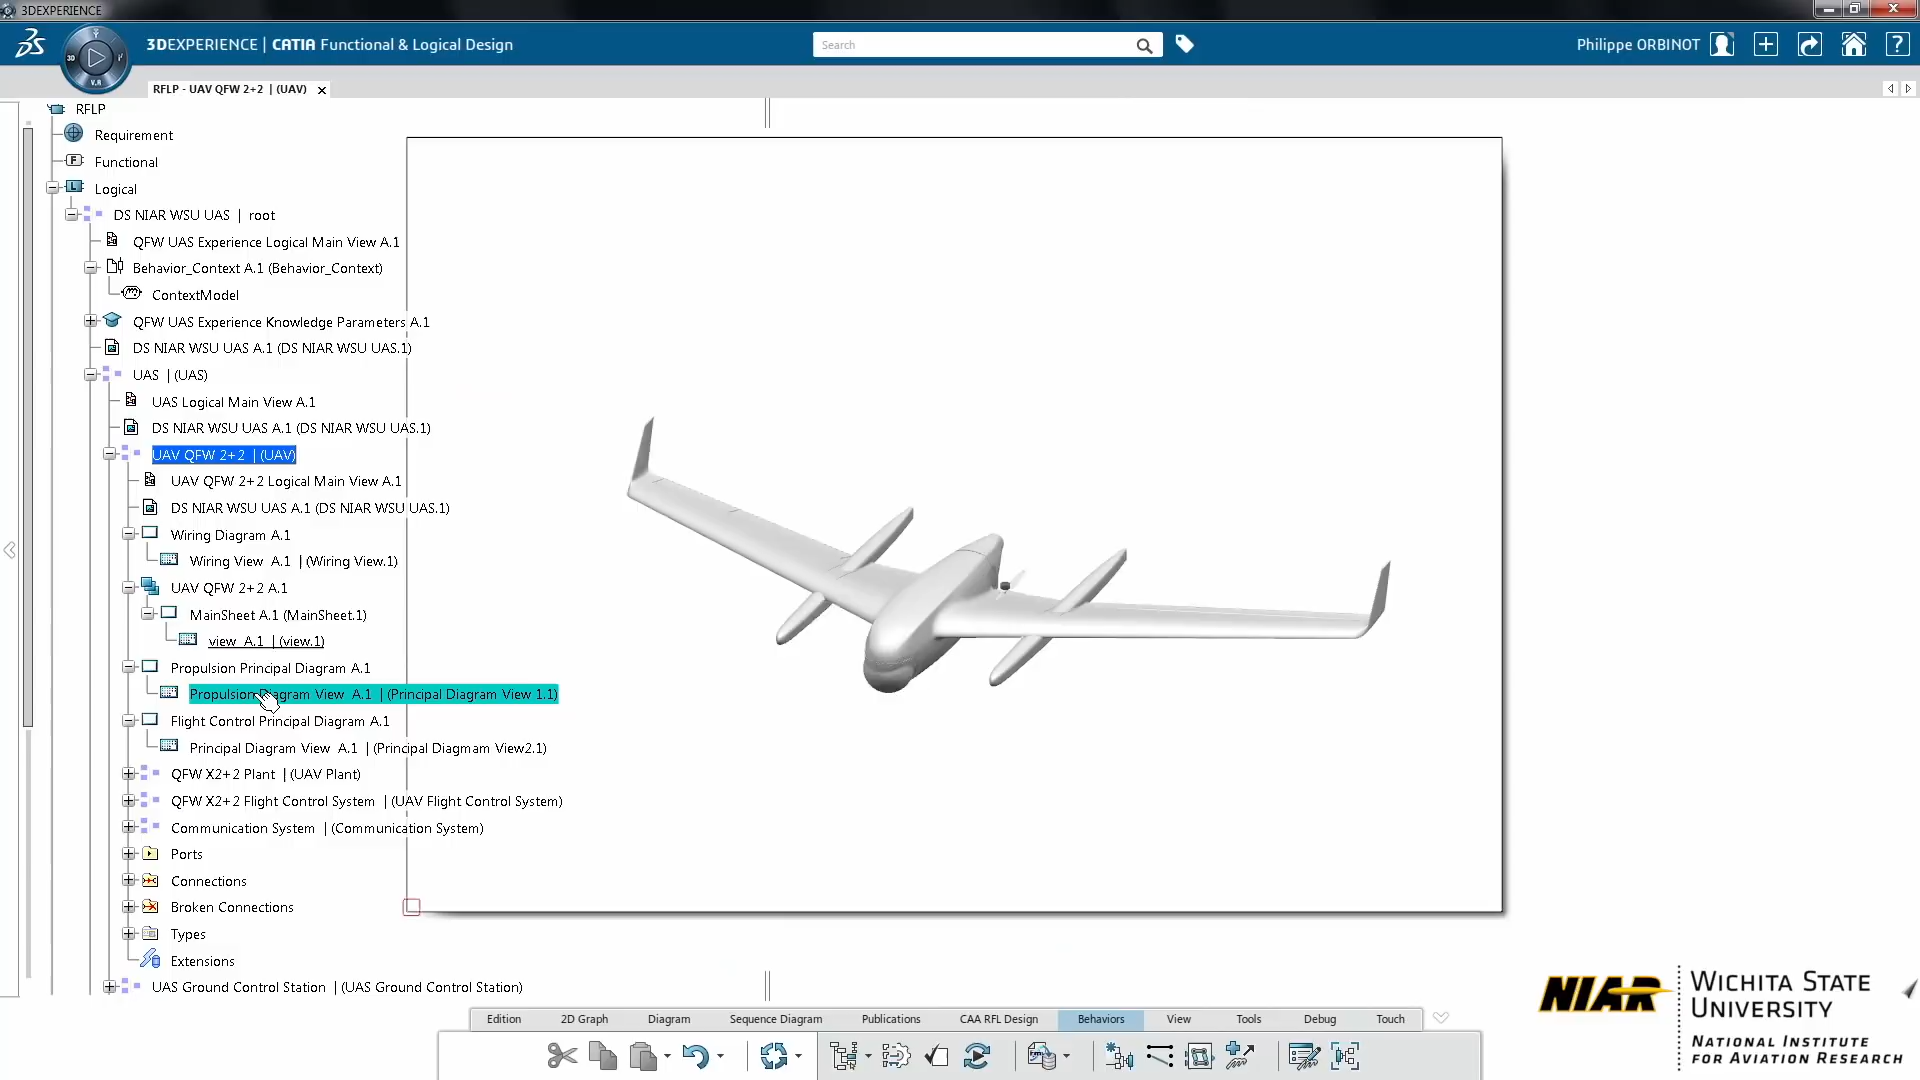 3DEXPERIENCE
3DEXPERIENCE | CATIA Functional & Logical Design
Search
Philippe ORBINOT
3D
V.R
RFLP - UAV QFW 2+2 | (UAV)
RFLP
Requirement
Functional
Logical
DS NIAR WSU UAS | root
QFW UAS Experience Logical Main View A.1
Behavior_Context A.1 (Behavior_Context)
ContextModel
QFW UAS Experience Knowledge Parameters A.1
DS NIAR WSU UAS A.1 (DS NIAR WSU UAS.1)
UAS | (UAS)
UAS Logical Main View A.1
DS NIAR WSU UAS A.1 (DS NIAR WSU UAS.1)
UAV QFW 2+2 | (UAV)
UAV QFW 2+2 Logical Main View A.1
DS NIAR WSU UAS A.1 (DS NIAR WSU UAS.1)
Wiring Diagram A.1
Wiring View A.1 | (Wiring View.1)
UAV QFW 2+2 A.1
MainSheet A.1 (MainSheet.1)
view A.1 | (view.1)
Propulsion Principal Diagram A.1
Propulsion Diagram View A.1 | (Principal Diagram View 1.1)
Flight Control Principal Diagram A.1
Principal Diagram View A.1 | (Principal Diagmam View2.1)
QFW X2+2 Plant | (UAV Plant)
QFW X2+2 Flight Control System | (UAV Flight Control System)
Communication System | (Communication System)
Ports
Connections
Broken Connections
Types
Extensions
UAS Ground Control Station | (UAS Ground Control Station)
Edition 2D Graph Diagram Sequence Diagram Publications CAA RFL Design Behaviors View Tools Debug Touch
NIAR
WICHITA STATE
UNIVERSITY
NATIONAL INSTITUTE
FOR AVIATION RESEARCH